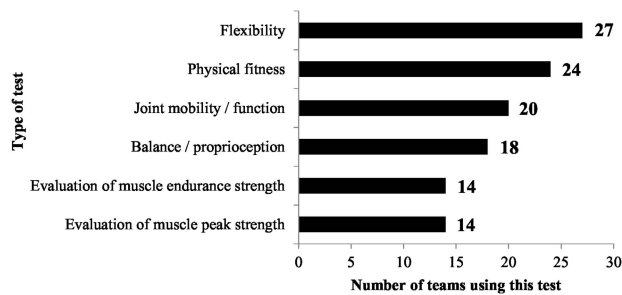 Type of test
Flexibility 27
Physical fitness 24
Joint mobility / function 20
Balance / proprioception 18
Evaluation of muscle endurance strength 14
Evaluation of muscle peak strength 14
0 5 10 15 20 25 30
Number of teams using this test